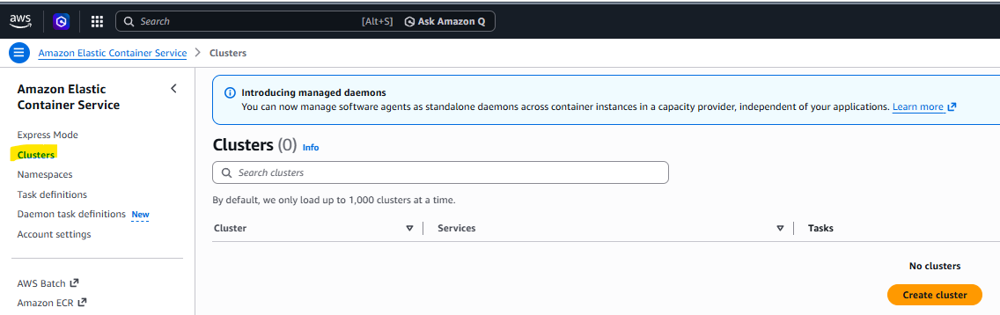 aws
Search [Alt+S] Ask Amazon Q
Amazon Elastic Container Service > Clusters
Amazon Elastic
Container Service
Express Mode
Clusters
Namespaces
Task definitions
Daemon task definitions New
Account settings
AWS Batch
Amazon ECR
Introducing managed daemons
You can now manage software agents as standalone daemons across container instances in a capacity provider, independent of your applications. Learn more
Clusters (0) Info
Search clusters
By default, we only load up to 1,000 clusters at a time.
Cluster Services Tasks
No clusters
Create cluster